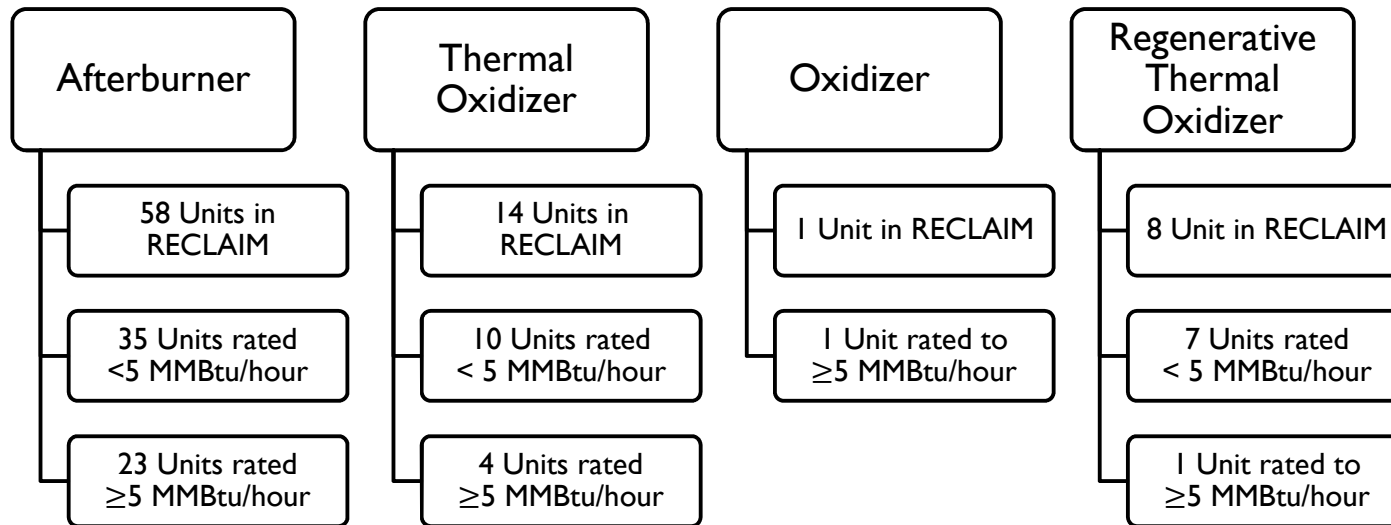 Afterburner
58 Units in
RECLAIM
35 Units rated
<5 MMBtu/hour
23 Units rated
≥5 MMBtu/hour
Thermal
Oxidizer
14 Units in
RECLAIM
10 Units rated
< 5 MMBtu/hour
4 Units rated
≥5 MMBtu/hour
Oxidizer
1 Unit in RECLAIM
1 Unit rated to
≥5 MMBtu/hour
Regenerative
Thermal
Oxidizer
8 Unit in RECLAIM
7 Units rated
< 5 MMBtu/hour
1 Unit rated to
≥5 MMBtu/hour